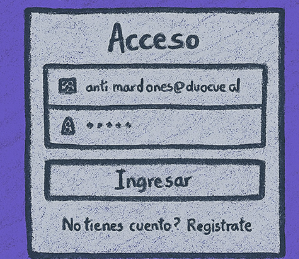 Acceso
anti mardones@duocue al
*****
Ingresar
No tienes cuento? Registrate